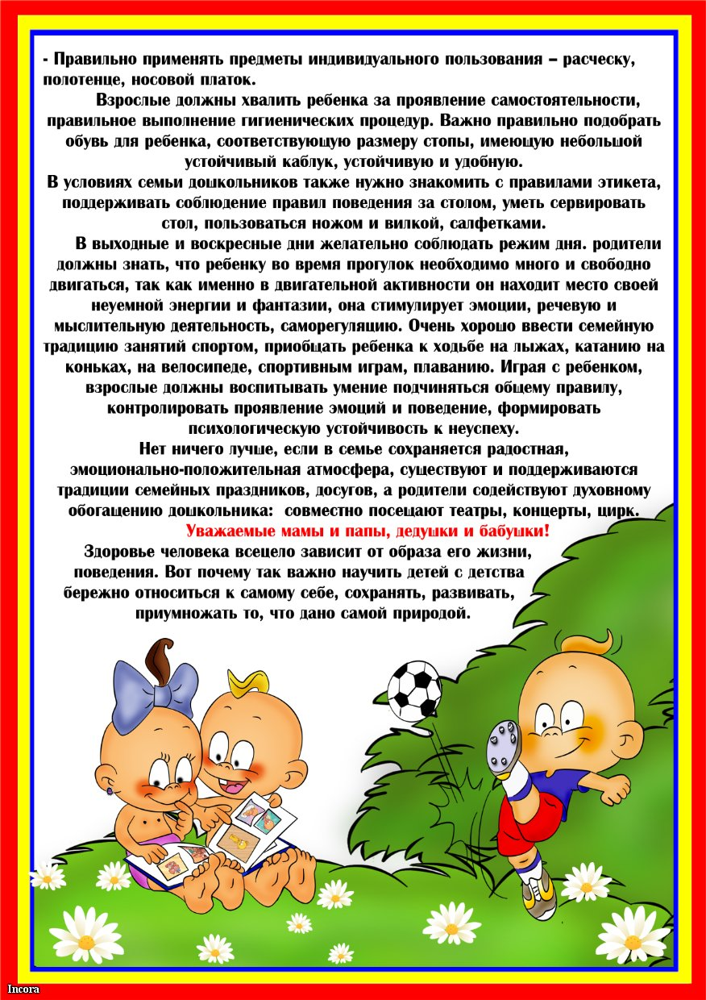 - Правильно применять предметы индивидуального пользования – расческу,
полотенце, носовой платок.
Взрослые должны хвалить ребенка за проявление самостоятельности,
правильное выполнение гигиенических процедур. Важно правильно подобрать
обувь для ребенка, соответствующую размеру стопы, имеющую небольшой
устойчивый каблук, устойчивую и удобную.
В условиях семьи дошкольников также нужно знакомить с правилами этикета,
поддерживать соблюдение правил поведения за столом, уметь сервировать
стол, пользоваться ножом и вилкой, салфетками.
В выходные и воскресные дни желательно соблюдать режим дня. родители
должны знать, что ребенку во время прогулок необходимо много и свободно
двигаться, так как именно в двигательной активности он находит место своей
неуемной энергии и фантазии, она стимулирует эмоции, речевую и
мыслительную деятельность, саморегуляцию. Очень хорошо ввести семейную
традицию занятий спортом, приобщать ребенка к ходьбе на лыжах, катанию на
коньках, на велосипеде, спортивным играм, плаванию. Играя с ребенком,
взрослые должны воспитывать умение подчиняться общему правилу,
контролировать проявление эмоций и поведение, формировать
психологическую устойчивость к неуспеху.
Нет ничего лучше, если в семье сохраняется радостная,
эмоционально-положительная атмосфера, существуют и поддерживаются
традиции семейных праздников, досугов, а родители содействуют духовному
обогащению дошкольника:  совместно посещают театры, концерты, цирк.
Уважаемые мамы и папы, дедушки и бабушки!
Здоровье человека всецело зависит от образа его жизни,
поведения. Вот почему так важно научить детей с детства
бережно относиться к самому себе, сохранять, развивать,
приумножать то, что дано самой природой.
Incora